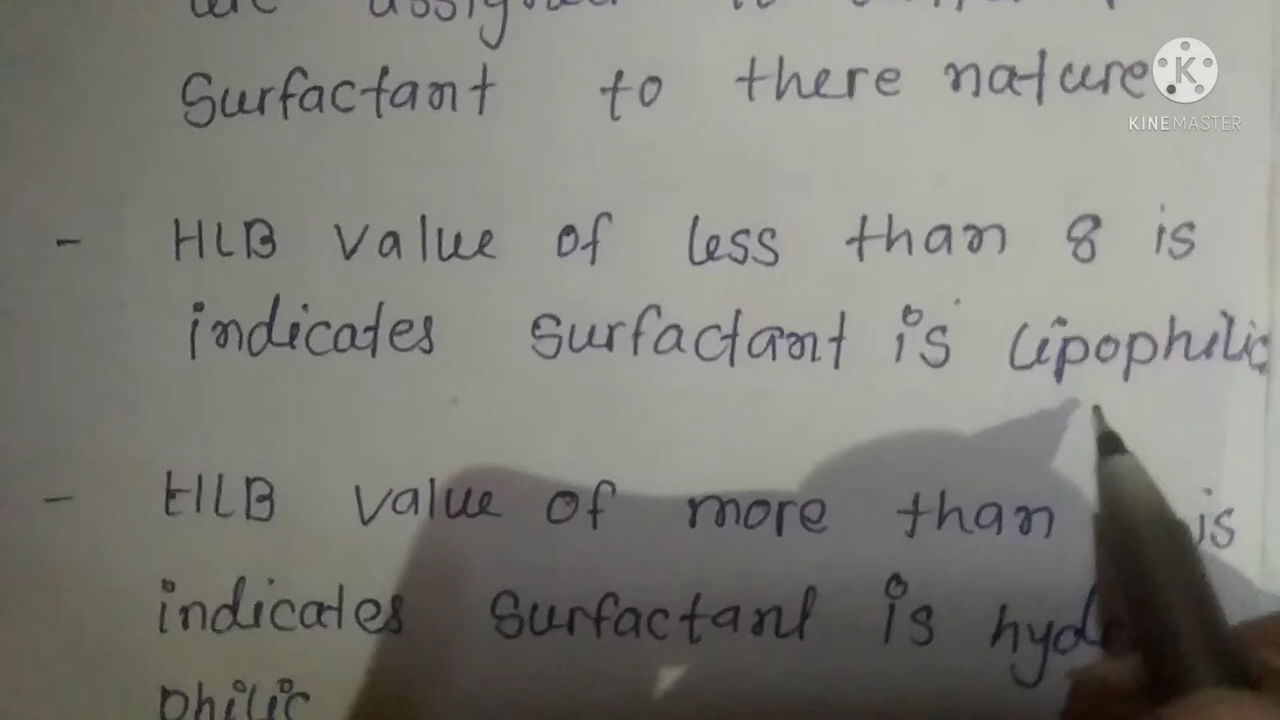 Surfactant to there nature
K
KINEMASTER
- HLB value of less than 8 is
indicates surfactant is lipophilic
- HLB value of more than is
indicates surfactant is
philic